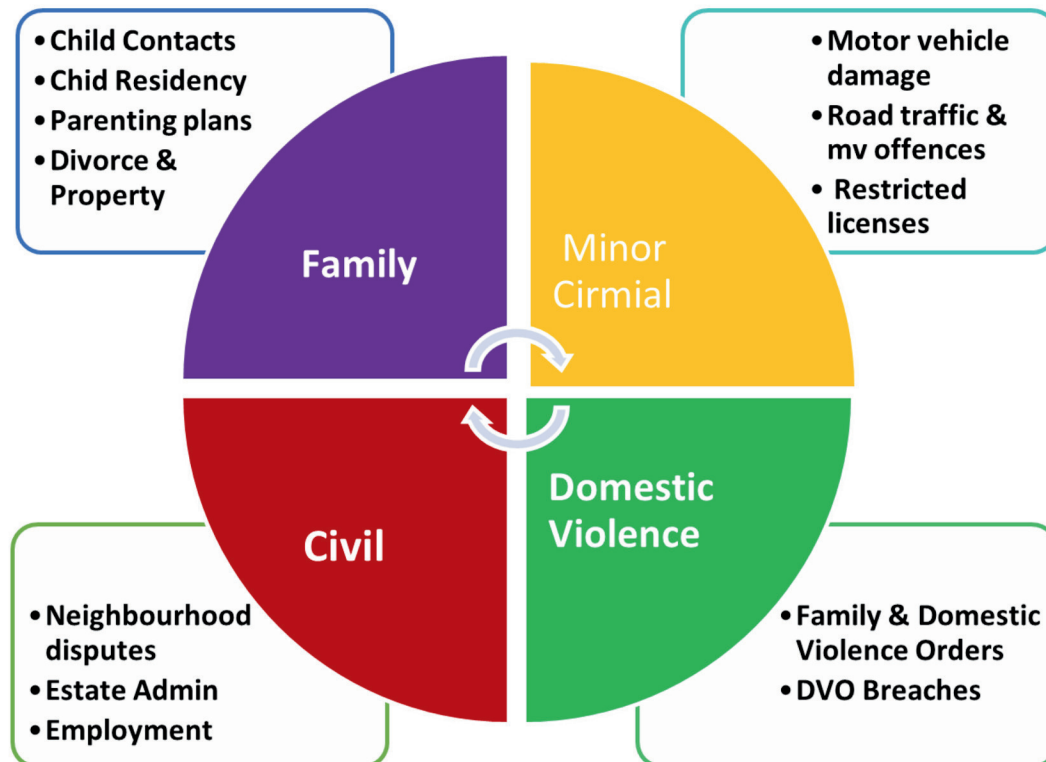 • Child Contacts
• Chid Residency
• Parenting plans
• Divorce &
Property
• Motor vehicle
damage
• Road traffic &
mv offences
• Restricted
licenses
Family
Minor
Cirmial
Civil
Domestic
Violence
• Neighbourhood
disputes
• Estate Admin
• Employment
• Family & Domestic
Violence Orders
• DVO Breaches